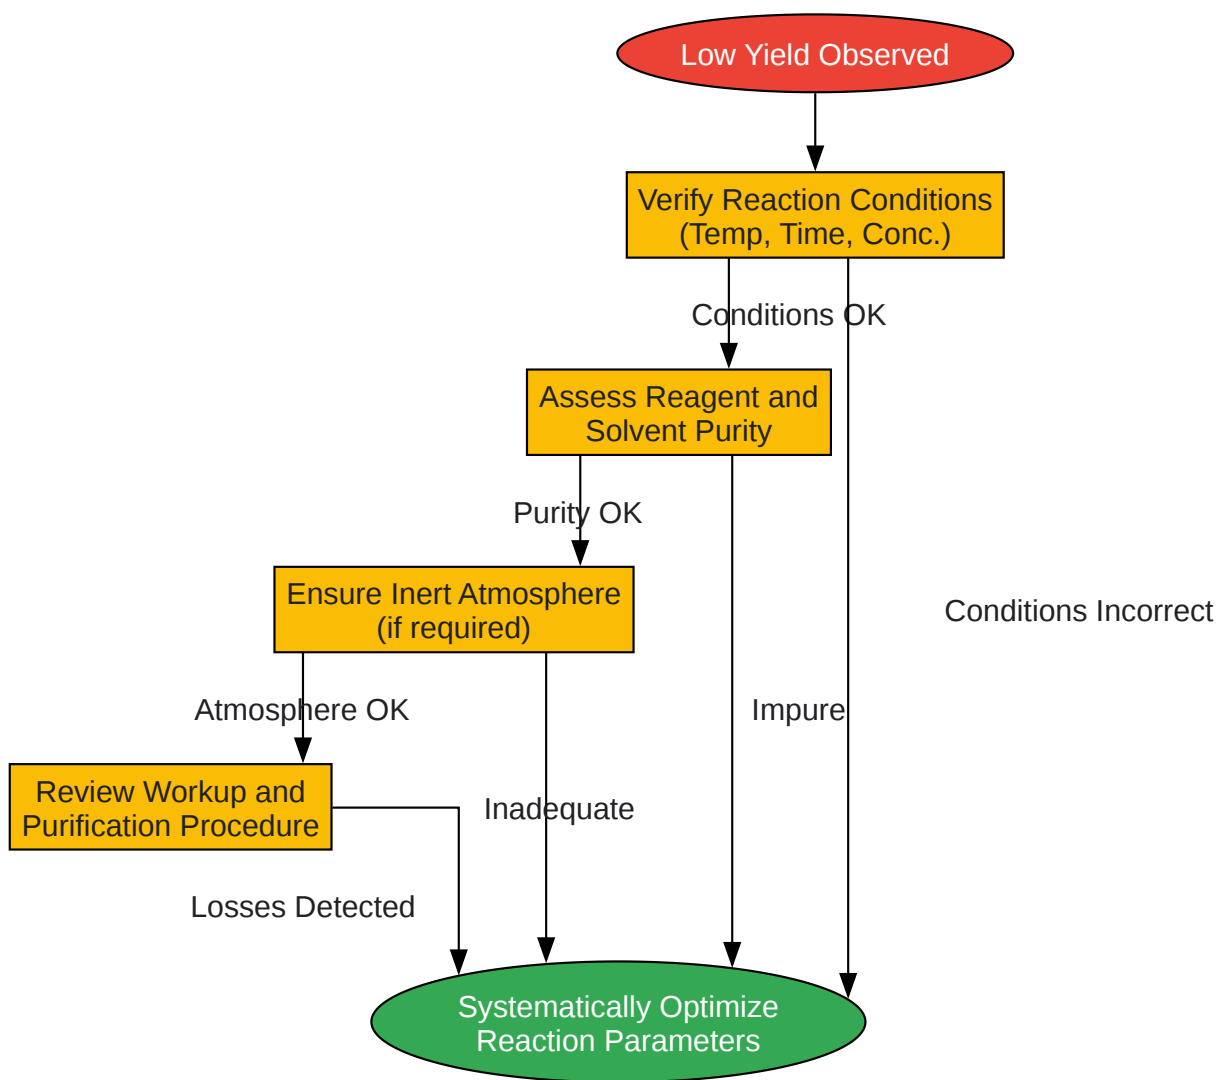 Low Yield Observed
Verify Reaction Conditions
(Temp, Time, Conc.)
Conditions OK
Assess Reagent and
Solvent Purity
Purity OK
Ensure Inert Atmosphere
(if required)
Conditions Incorrect
Atmosphere OK
Impure
Review Workup and
Purification Procedure
Inadequate
Losses Detected
Systematically Optimize
Reaction Parameters